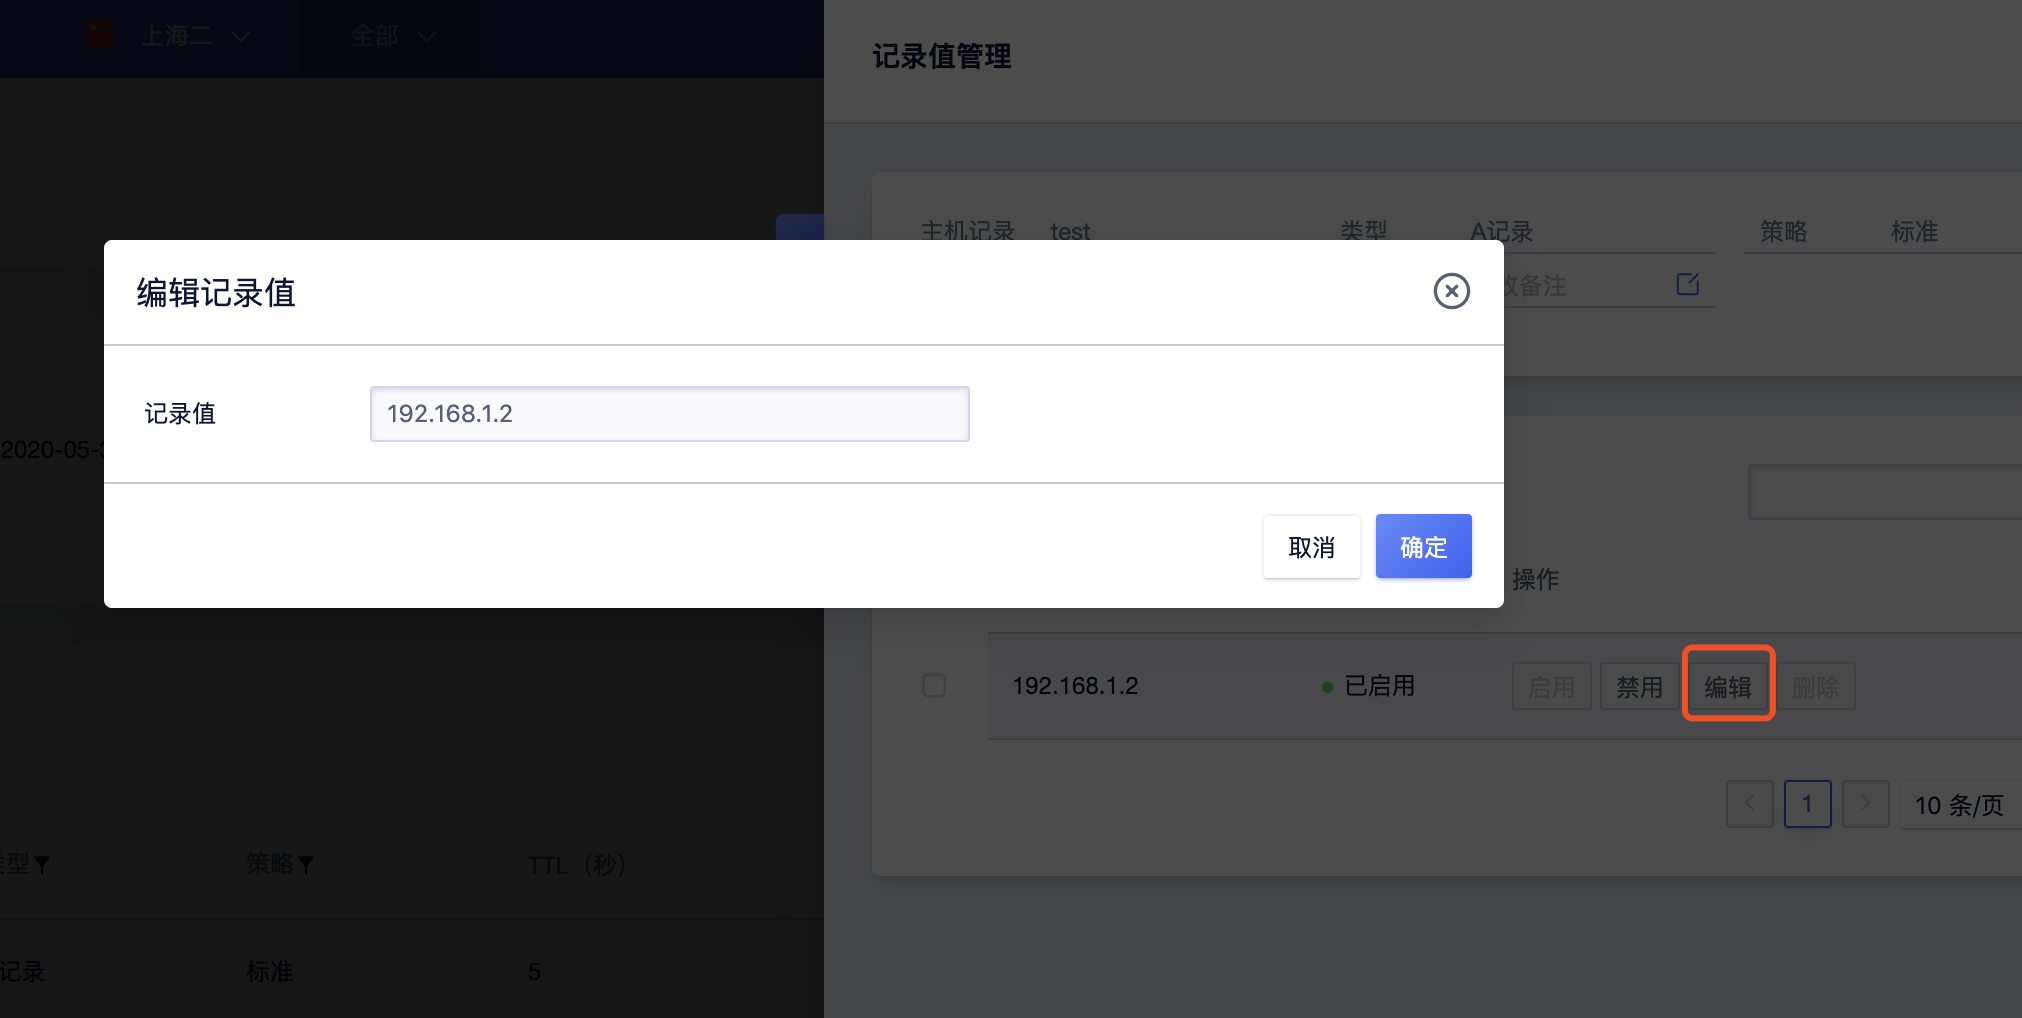 上海二
全部
记录值管理
主机记录 test 类型 A记录 策略 标准
改备注
编辑记录值
记录值 192.168.1.2
2020-05-
取消 确定
操作
192.168.1.2 已启用 启用 禁用 编辑 删除
1 10 条/页
类型 策略 TTL（秒）
记录 标准 5